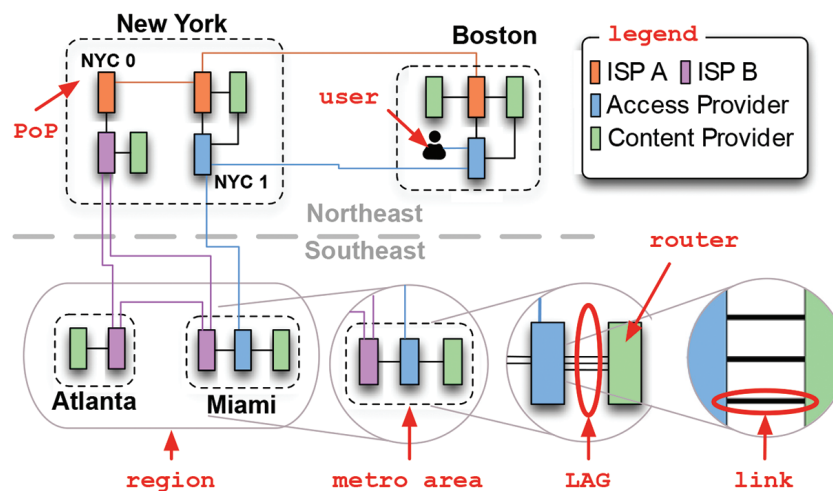 New York
Boston
legend
NYC 0
ISP A
ISP B
user
PoP
Access Provider
Content Provider
NYC 1
Northeast
Southeast
router
Atlanta
Miami
region
metro area
LAG
link